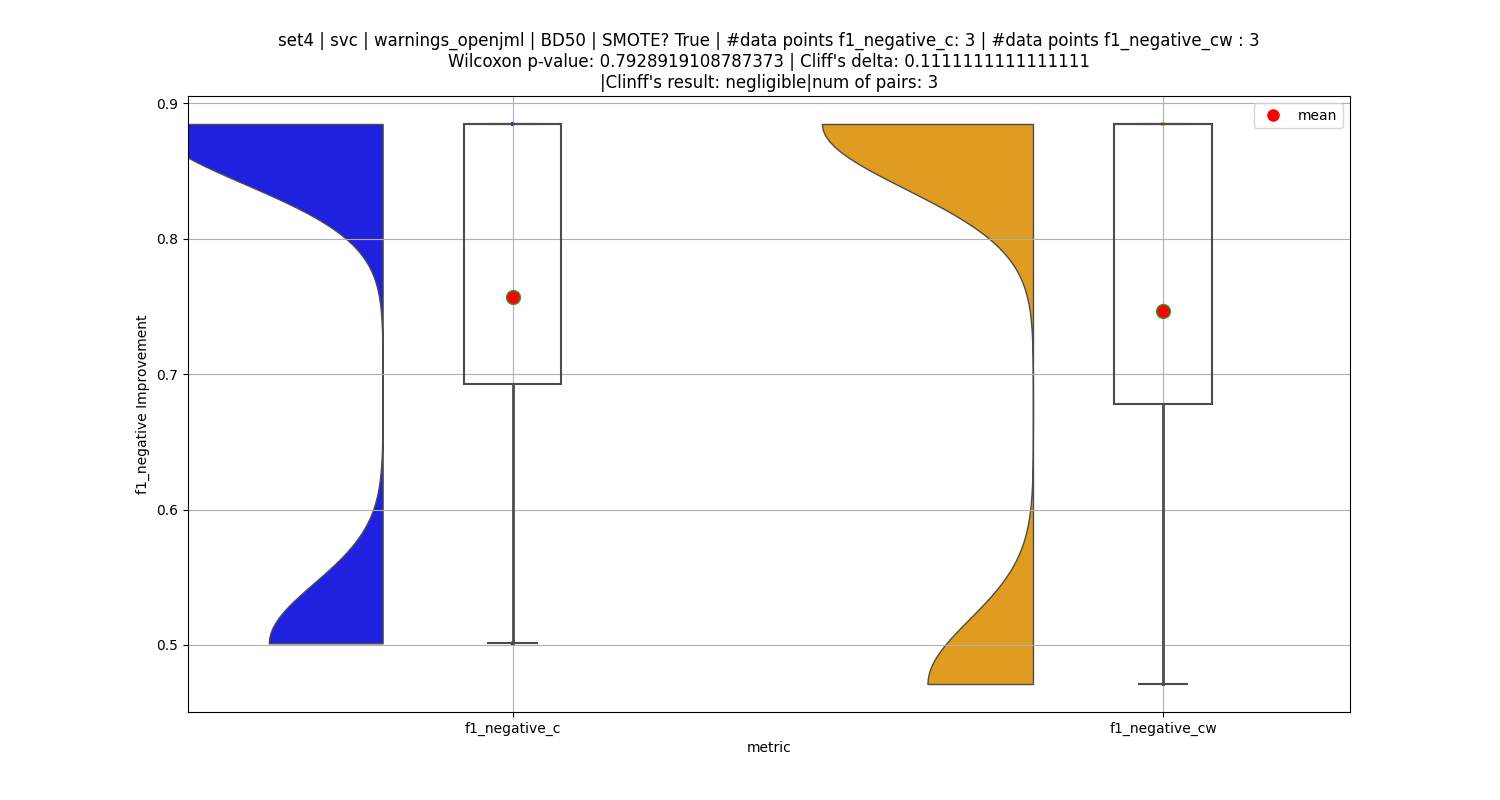 set4 | svc | warnings_openjml | BD50 | SMOTE? True | #data points f1_negative_c: 3 | #data points f1_negative_cw : 3
Wilcoxon p-value: 0.7928919108787373 | Cliff's delta: 0.1111111111111111
|Clinff's result: negligible|num of pairs: 3
mean
0.9
0.8
0.7
0.6
0.5
f1_negative Improvement
f1_negative_c
f1_negative_cw
metric